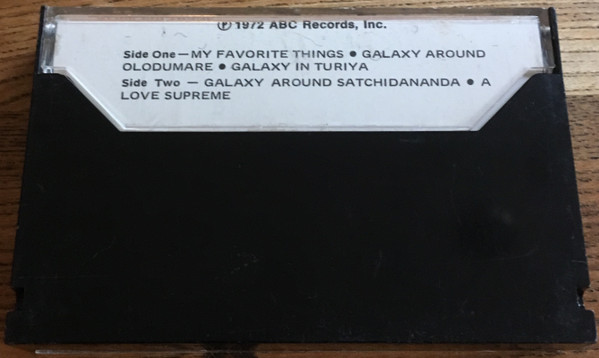 ℗ 1972 ABC Records, Inc.
Side One—MY FAVORITE THINGS ● GALAXY AROUND
OLODUMARE ● GALAXY IN TURIYA
Side Two — GALAXY AROUND SATCHIDANANDA ● A
LOVE SUPREME